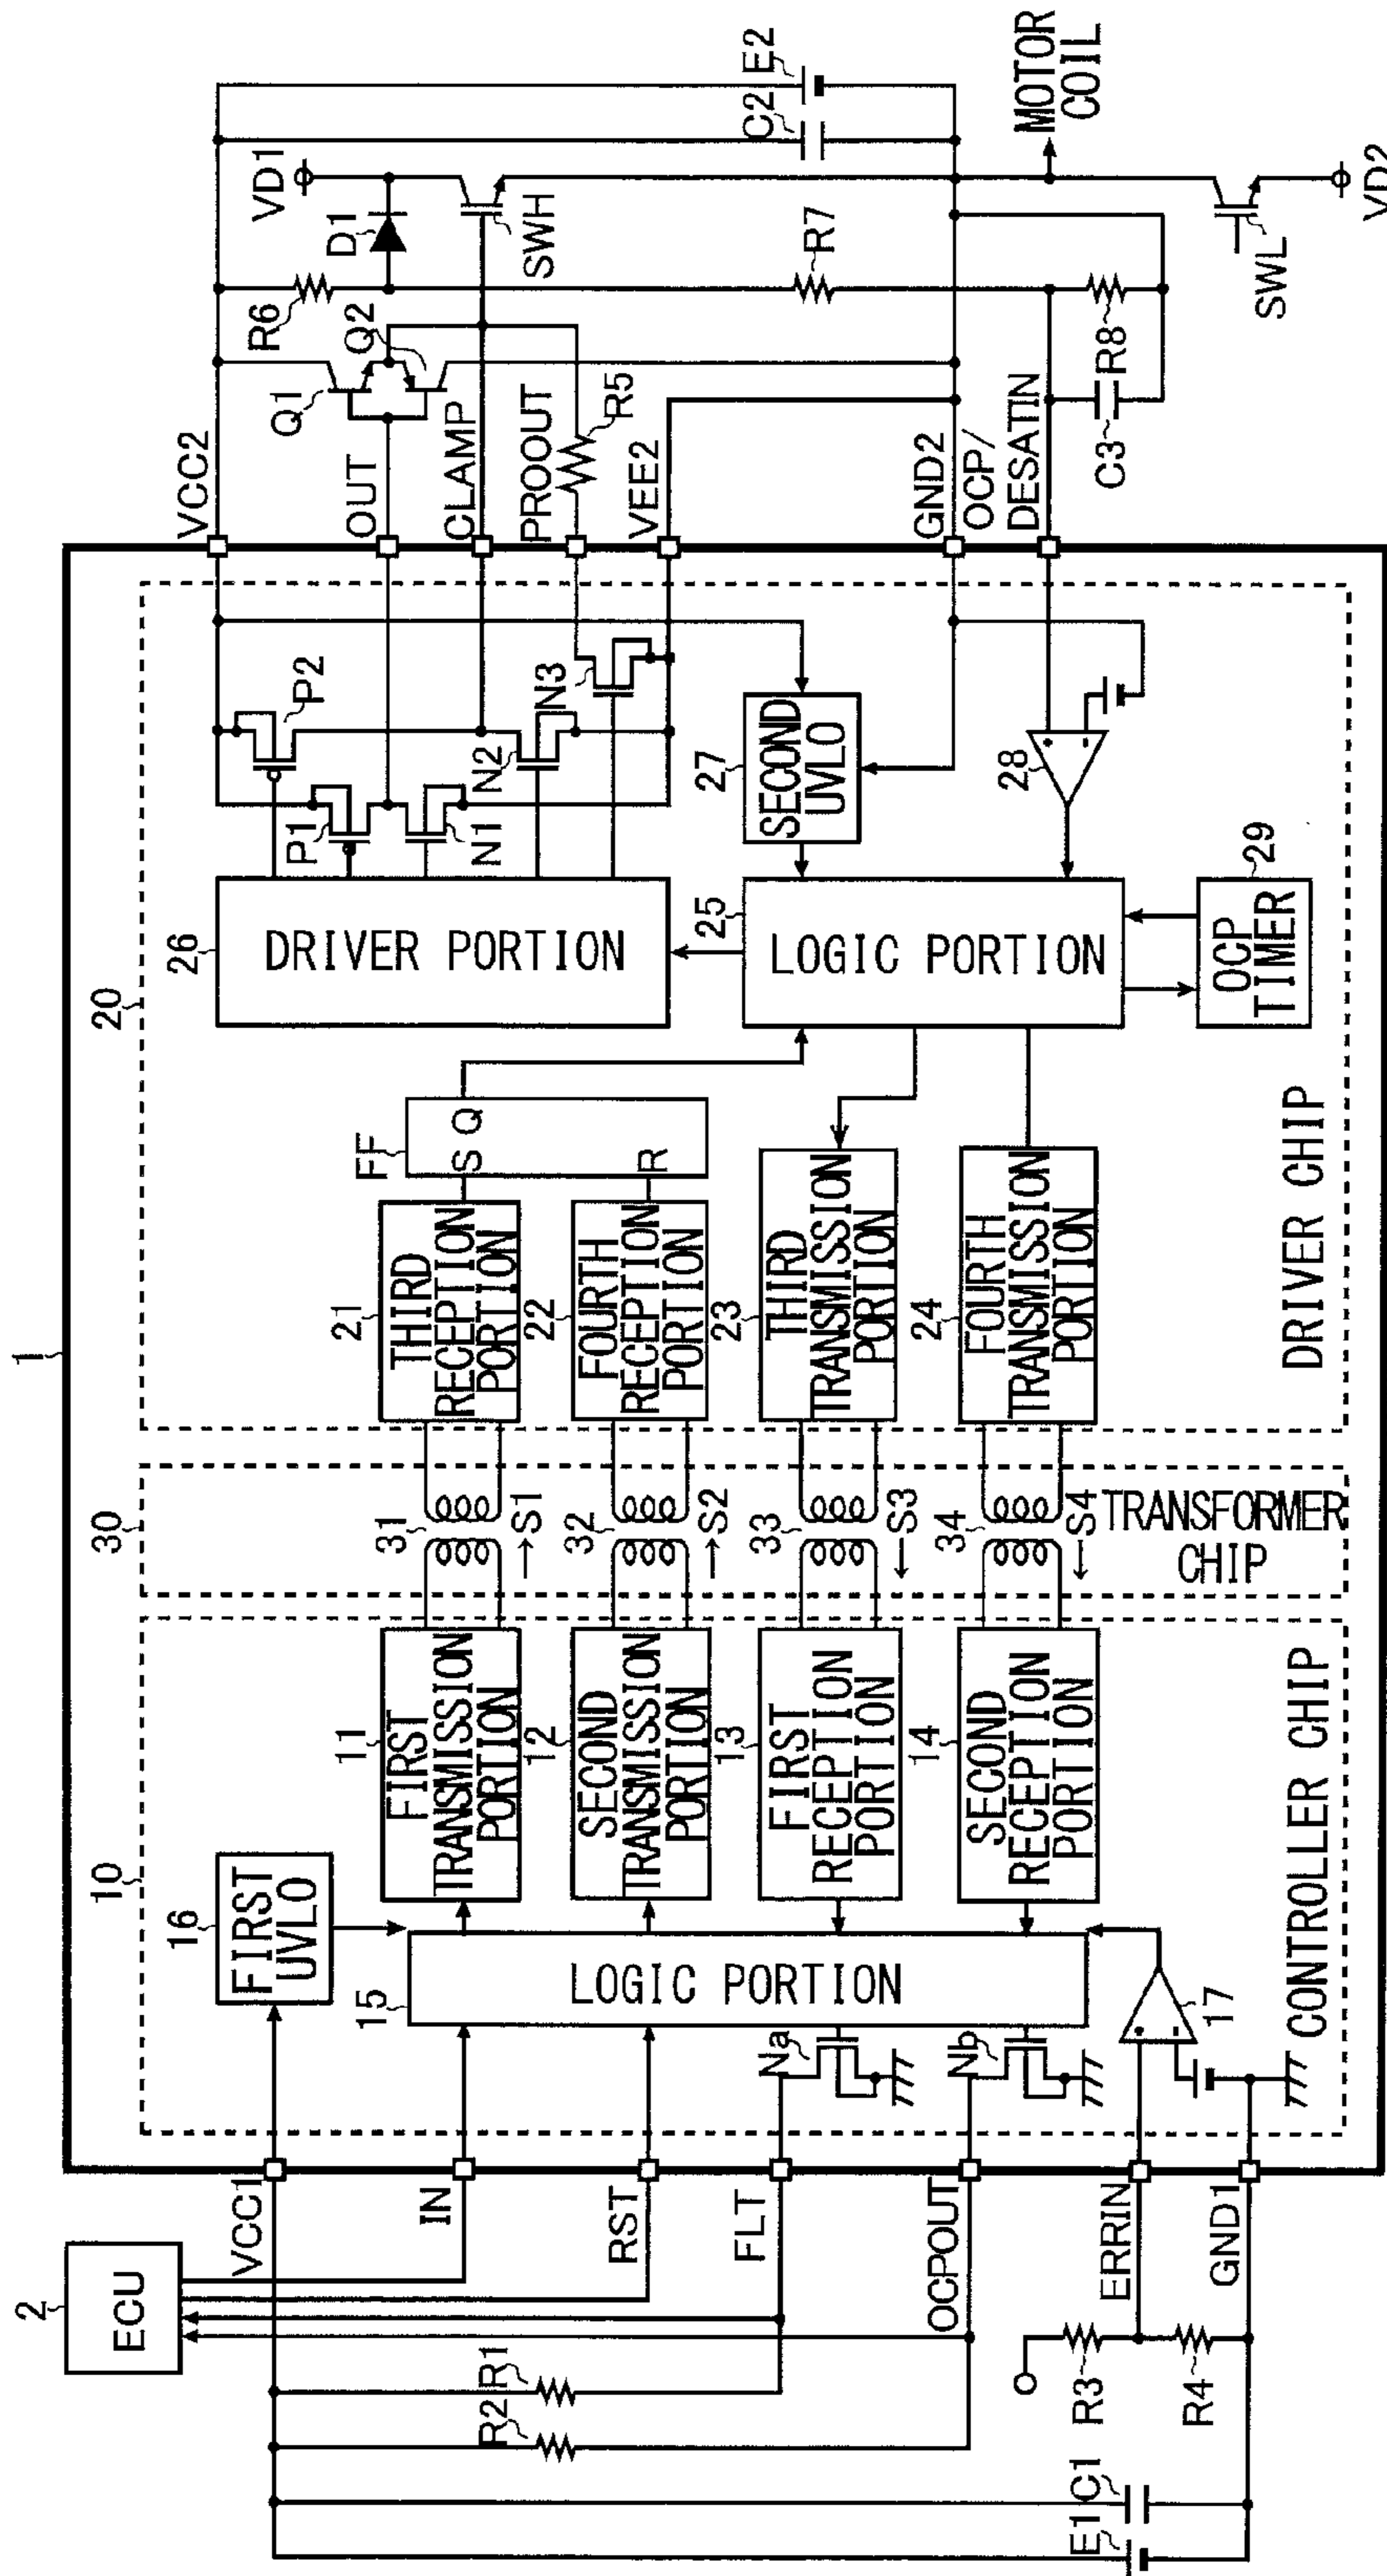 1
2
ECU
VCC1
IN
RST
FLT
OCPOUT
ERRIN
GND1
R1
R2
R3
R4
C1
E1
10
16
FIRST
UVLO
15
LOGIC PORTION
11
FIRST
TRANSMISSION
PORTION
12
SECOND
TRANSMISSION
PORTION
13
FIRST
RECEPTION
PORTION
14
SECOND
RECEPTION
PORTION
Na
Nb
+
−
17
CONTROLLER CHIP
30
31
→S1
32
→S2
33
←S3
34
←S4
TRANSFORMER
CHIP
20
21
THIRD
RECEPTION
PORTION
22
FOURTH
RECEPTION
PORTION
23
THIRD
TRANSMISSION
PORTION
24
FOURTH
TRANSMISSION
PORTION
FF
S Q
R
26
DRIVER PORTION
25
LOGIC PORTION
27
SECOND
UVLO
28
+
−
29
OCP
TIMER
P1
P2
N1
N2
N3
DRIVER CHIP
VCC2
OUT
CLAMP
PROOUT
VEE2
GND2
OCP/
DESATIN
Q1
Q2
R5
R6
D1
VD1
SWH
R7
C2
E2
MOTOR
COIL
R8
C3
SWL
VD2